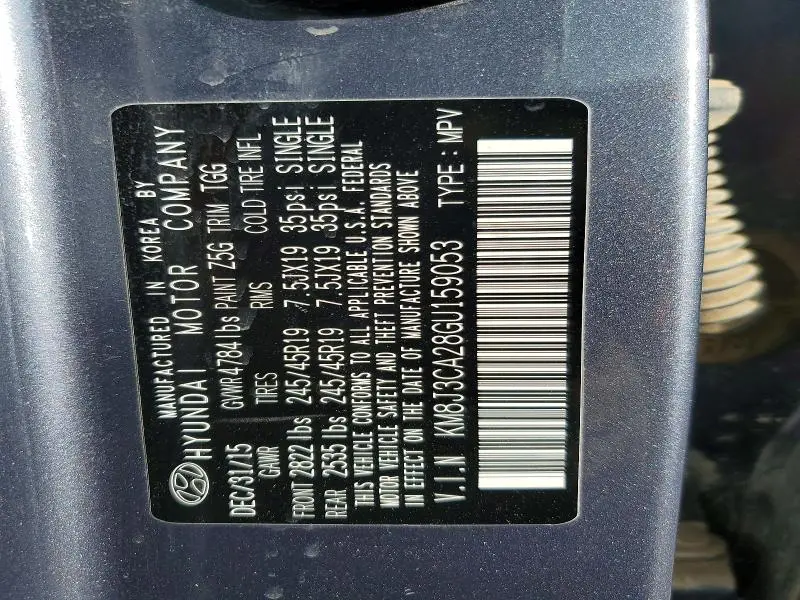 MANUFACTURED IN KOREA BY
HYUNDAI MOTOR COMPANY
DEC/31/15 GVWR 4784 lbs PAINT Z5G TRIM TGG
GAWR TIRES RIMS COLD TIRE INFL
FRONT 2822 lbs 245/45R19 7.5JX19 35psi SINGLE
REAR 2535 lbs 245/45R19 7.5JX19 35psi SINGLE
THIS VEHICLE CONFORMS TO ALL APPLICABLE U.S.A. FEDERAL
MOTOR VEHICLE SAFETY AND THEFT PREVENTION STANDARDS
IN EFFECT ON THE DATE OF MANUFACTURE SHOWN ABOVE
V.I.N KM8J3CA28GU159053 TYPE : MPV